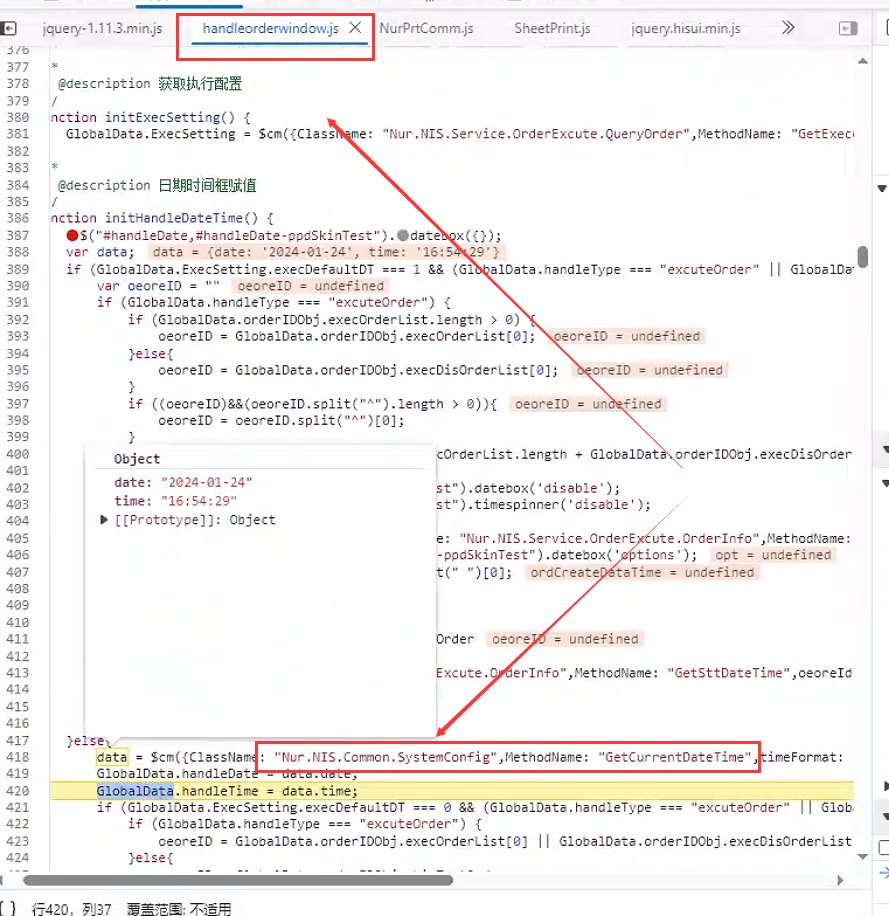 jquery-1.11.3.min.js handleorderwindow.js NurPrtComm.js SheetPrint.js jquery.hisui.min.js
376
377 *
378 @description 获取执行配置
379 /
380 nction initExecSetting() {
381 GlobalData.ExecSetting = $cm({ClassName: "Nur.NIS.Service.OrderExcute.QueryOrder",MethodName: "GetExec
382
383 *
384 @description 日期时间框赋值
385 /
386 nction initHandleDateTime() {
387 $("#handleDate,#handleDate-ppdSkinTest").datebox({});
388 var data; data = {date: '2024-01-24', time: '16:54:29'}
389 if (GlobalData.ExecSetting.execDefaultDT === 1 && (GlobalData.handleType === "excuteOrder" || GlobalDat
390 var oeoreID = "" oeoreID = undefined
391 if (GlobalData.handleType === "excuteOrder") {
392 if (GlobalData.orderIDObj.execOrderList.length > 0) {
393 oeoreID = GlobalData.orderIDObj.execOrderList[0]; oeoreID = undefined
394 }else{
395 oeoreID = GlobalData.orderIDObj.execDisOrderList[0]; oeoreID = undefined
396 }
397 if ((oeoreID)&&(oeoreID.split("^").length > 0)){ oeoreID = undefined
398 oeoreID = oeoreID.split("^")[0];
399 }
400 cOrderList.length + GlobalData.orderIDObj.execDisOrder
Object
401
date: "2024-01-24"
402 st").datebox('disable');
time: "16:54:29"
403 st").timespinner('disable');
[[Prototype]]: Object
404
405 e: "Nur.NIS.Service.OrderExcute.OrderInfo",MethodName:
406 -ppdSkinTest").datebox('options'); opt = undefined
407 t(" ")[0]; ordCreateDataTime = undefined
408
409
410
411 Order oeoreID = undefined
412
413 Excute.OrderInfo",MethodName: "GetSttDateTime",oeoreId
414
415
416
417 }else{
418 data = $cm({ClassName: "Nur.NIS.Common.SystemConfig",MethodName: "GetCurrentDateTime",timeFormat:
419 GlobalData.handleDate = data.date;
420 GlobalData.handleTime = data.time;
421 if (GlobalData.ExecSetting.execDefaultDT === 0 && (GlobalData.handleType === "excuteOrder" || Glob
422 if (GlobalData.handleType === "excuteOrder") {
423 oeoreID = GlobalData.orderIDObj.execOrderList[0] || GlobalData.orderIDObj.execDisOrderList
424 }else{
{ } 行420，列37 覆盖范围: 不适用